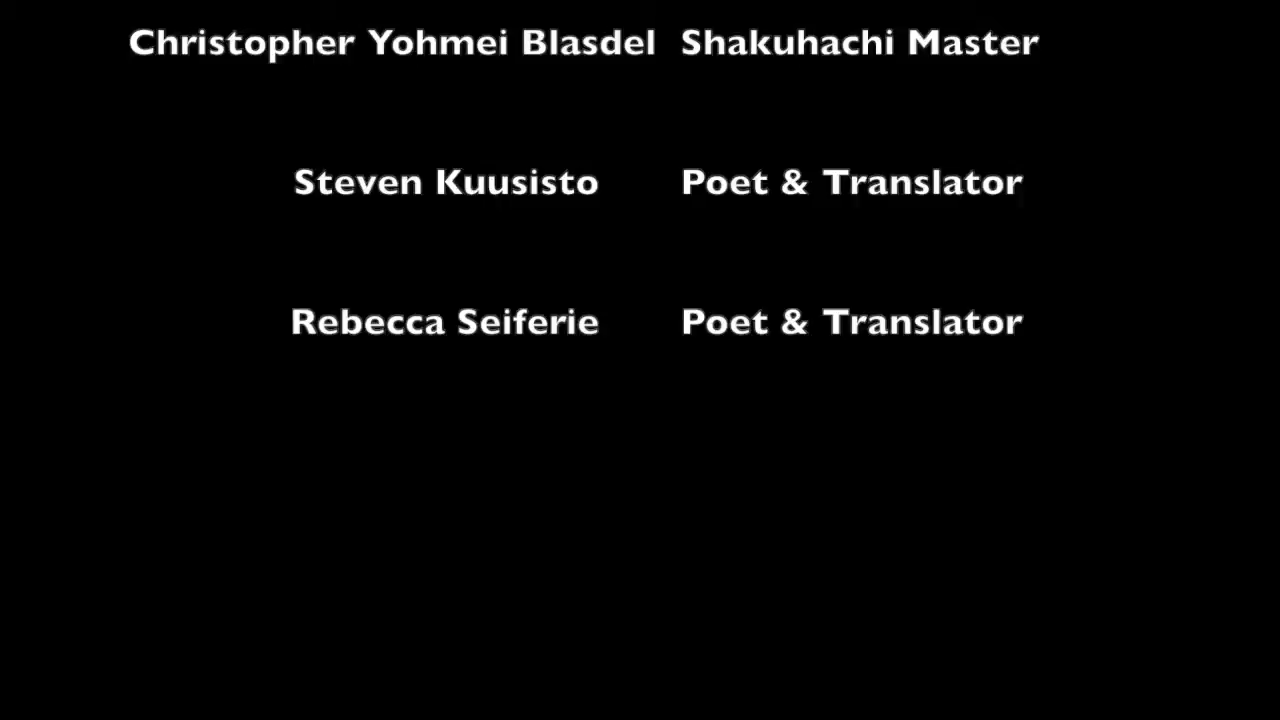 Christopher Yohmei Blasdel Shakuhachi Master
Steven Kuusisto Poet & Translator
Rebecca Seiferie Poet & Translator